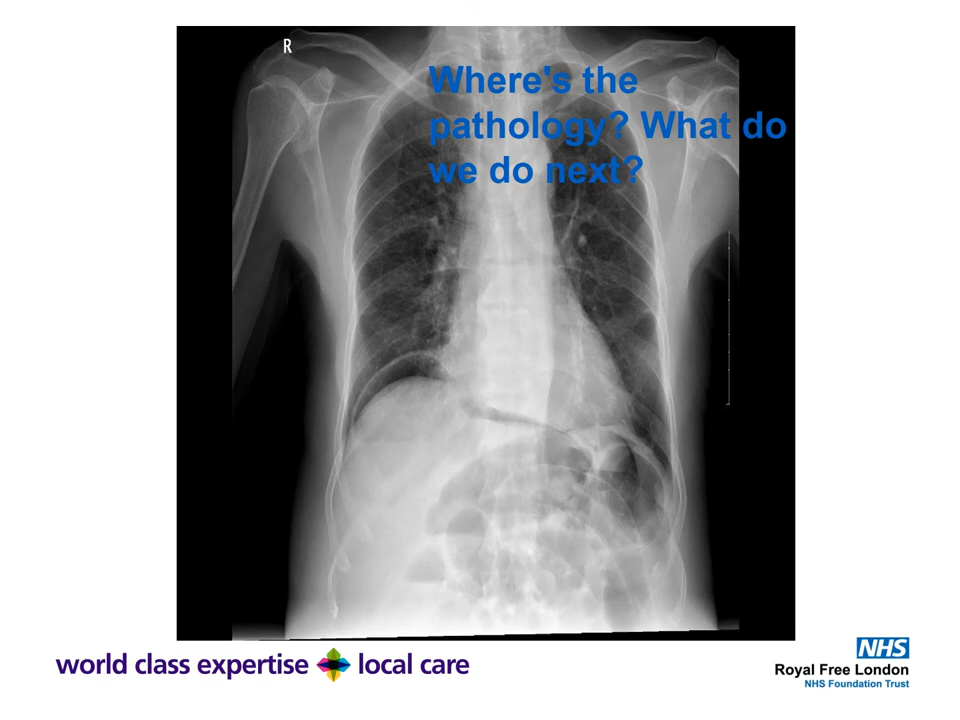 R
Where's the
pathology? What do
we do next?
world class expertise local care
NHS
Royal Free London
NHS Foundation Trust